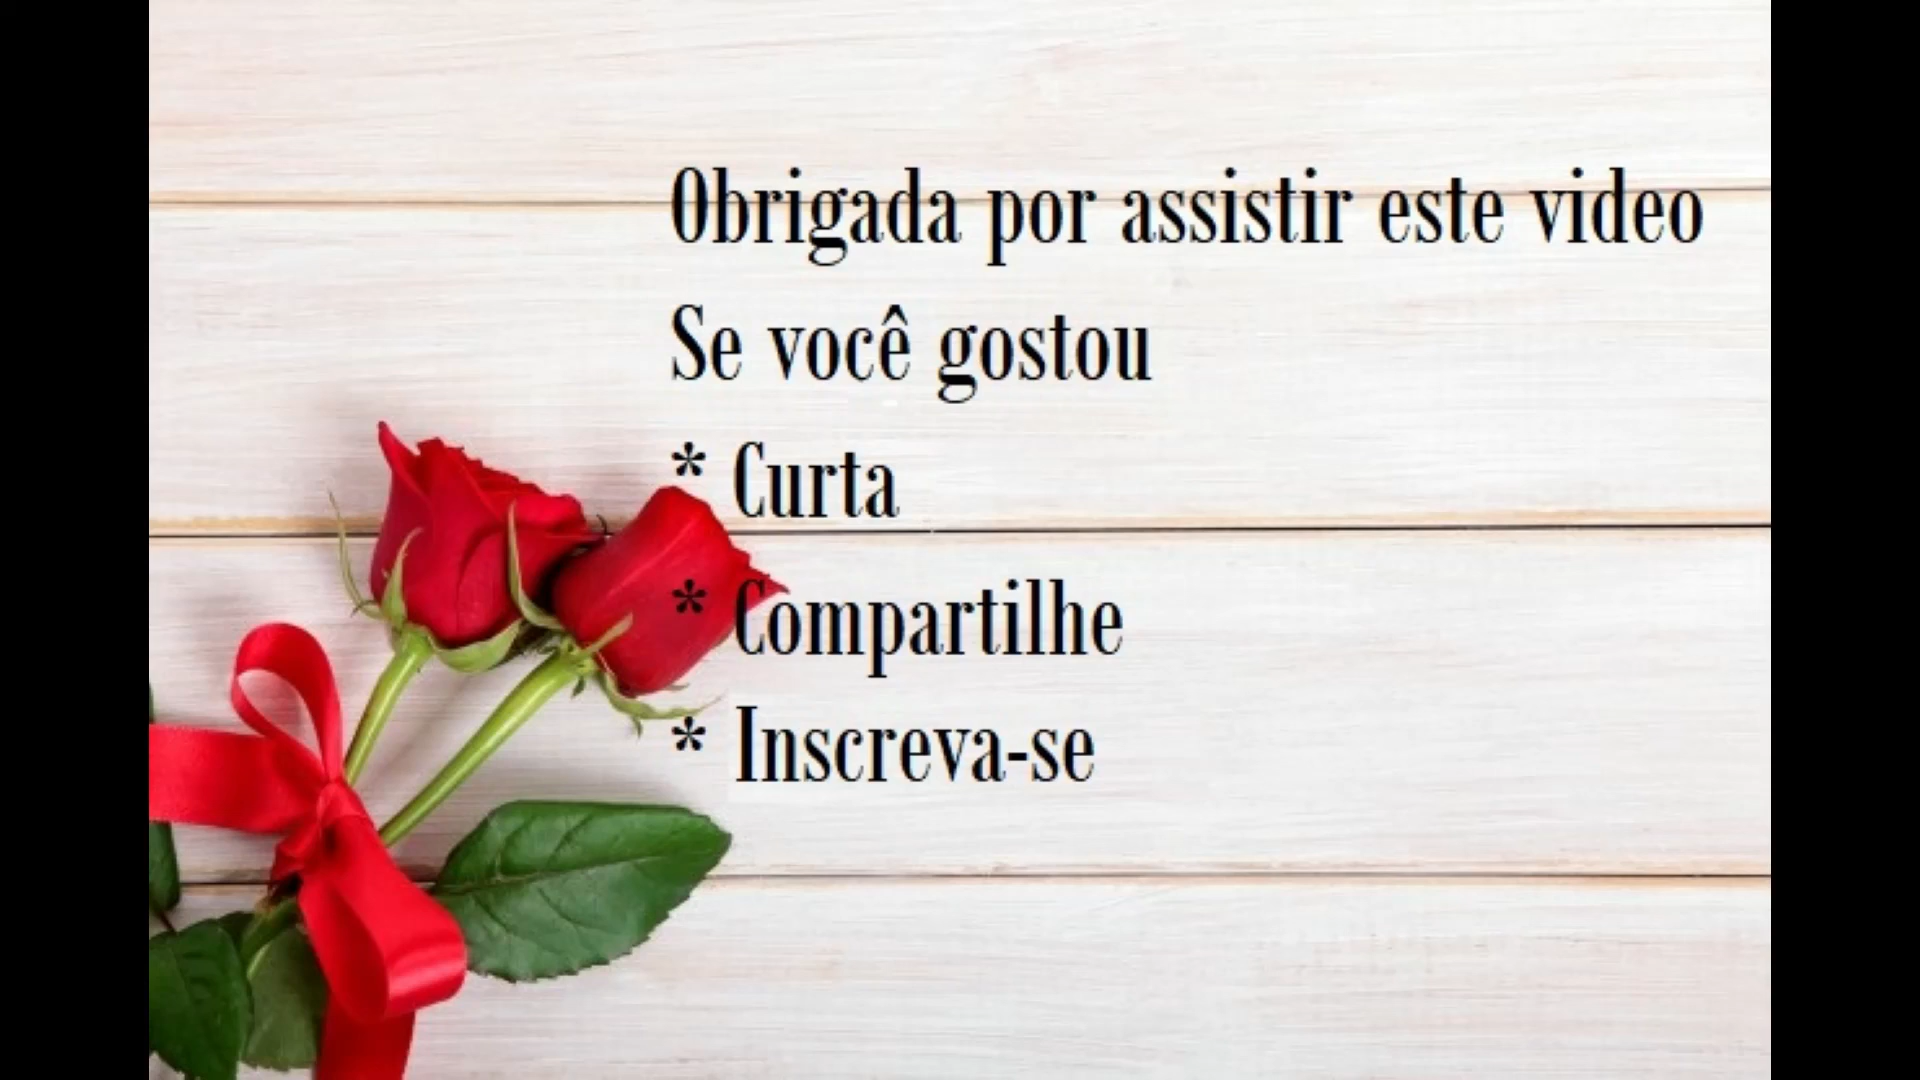 Obrigada por assistir este video
Se você gostou
* Curta
* Compartilhe
* Inscreva-se